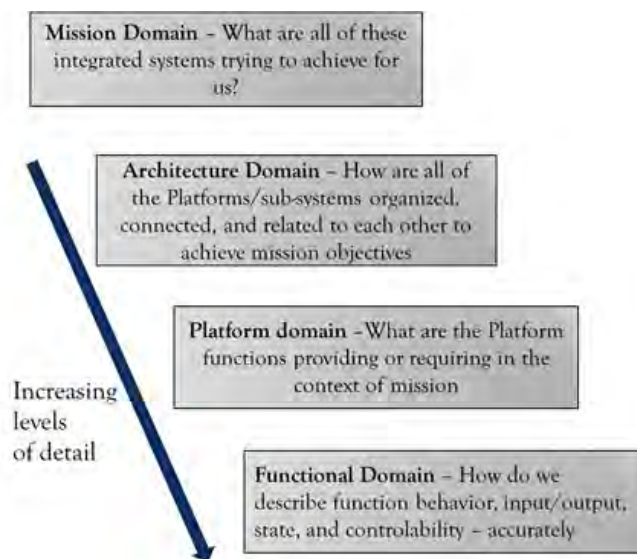 Mission Domain – What are all of these
integrated systems trying to achieve for
us?
Architecture Domain – How are all of
the Platforms/sub-systems organized,
connected, and related to each other to
achieve mission objectives
Platform domain –What are the Platform
functions providing or requiring in the
context of mission
Increasing
levels
of detail
Functional Domain – How do we
describe function behavior, input/output,
state, and controlability – accurately